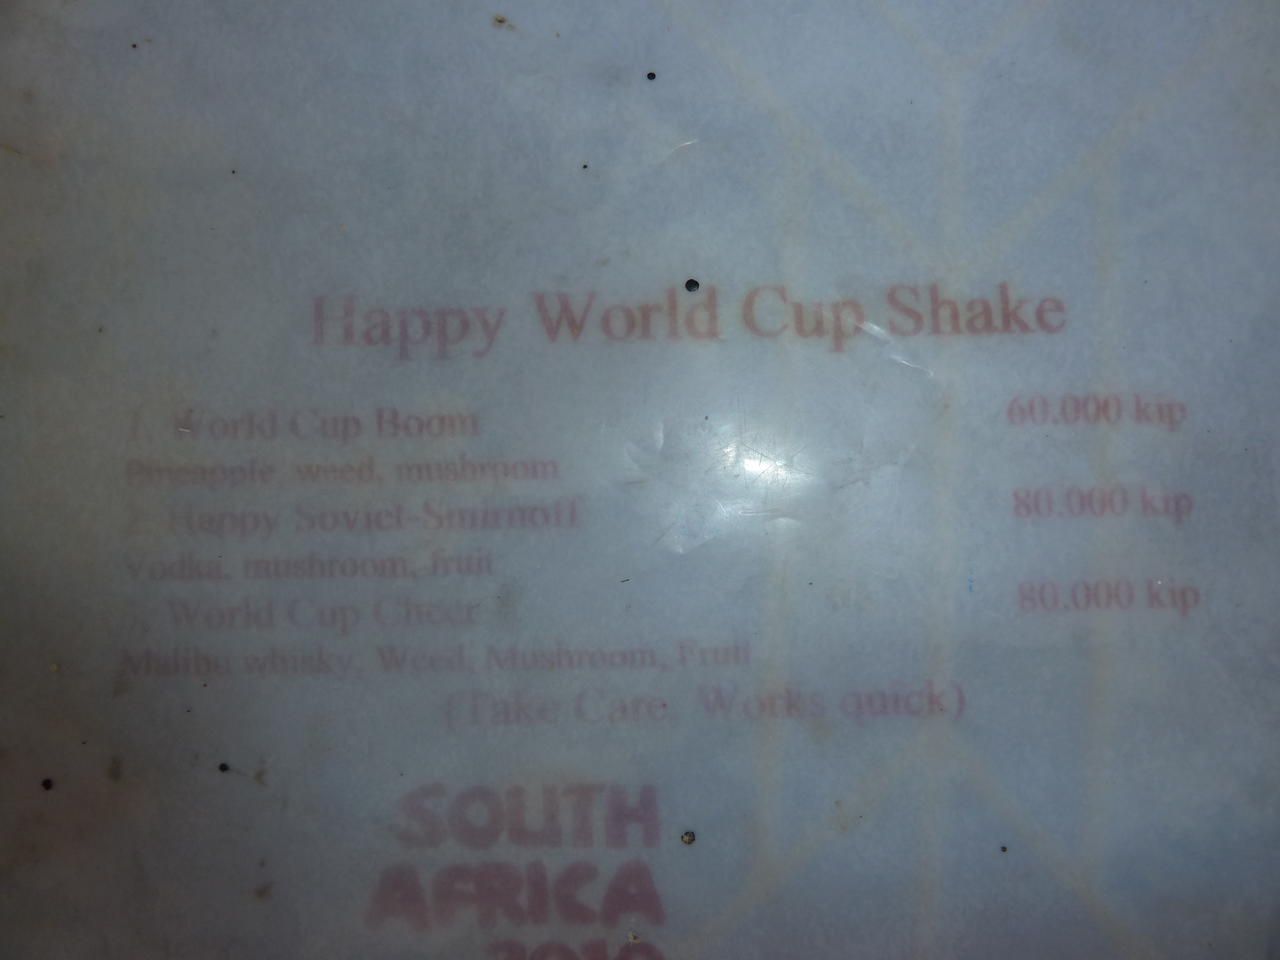 Happy World Cup Shake
1. World Cup Boom 60.000 kip
Pineapple, weed, mushroom
2. Happy Soviet-Smirnoff 80.000 kip
Vodka, mushroom, fruit
3. World Cup Cheer 80.000 kip
Malibu whisky, Weed, Mushroom, Fruit
(Take Care, Works quick)
SOUTH
AFRICA
2010